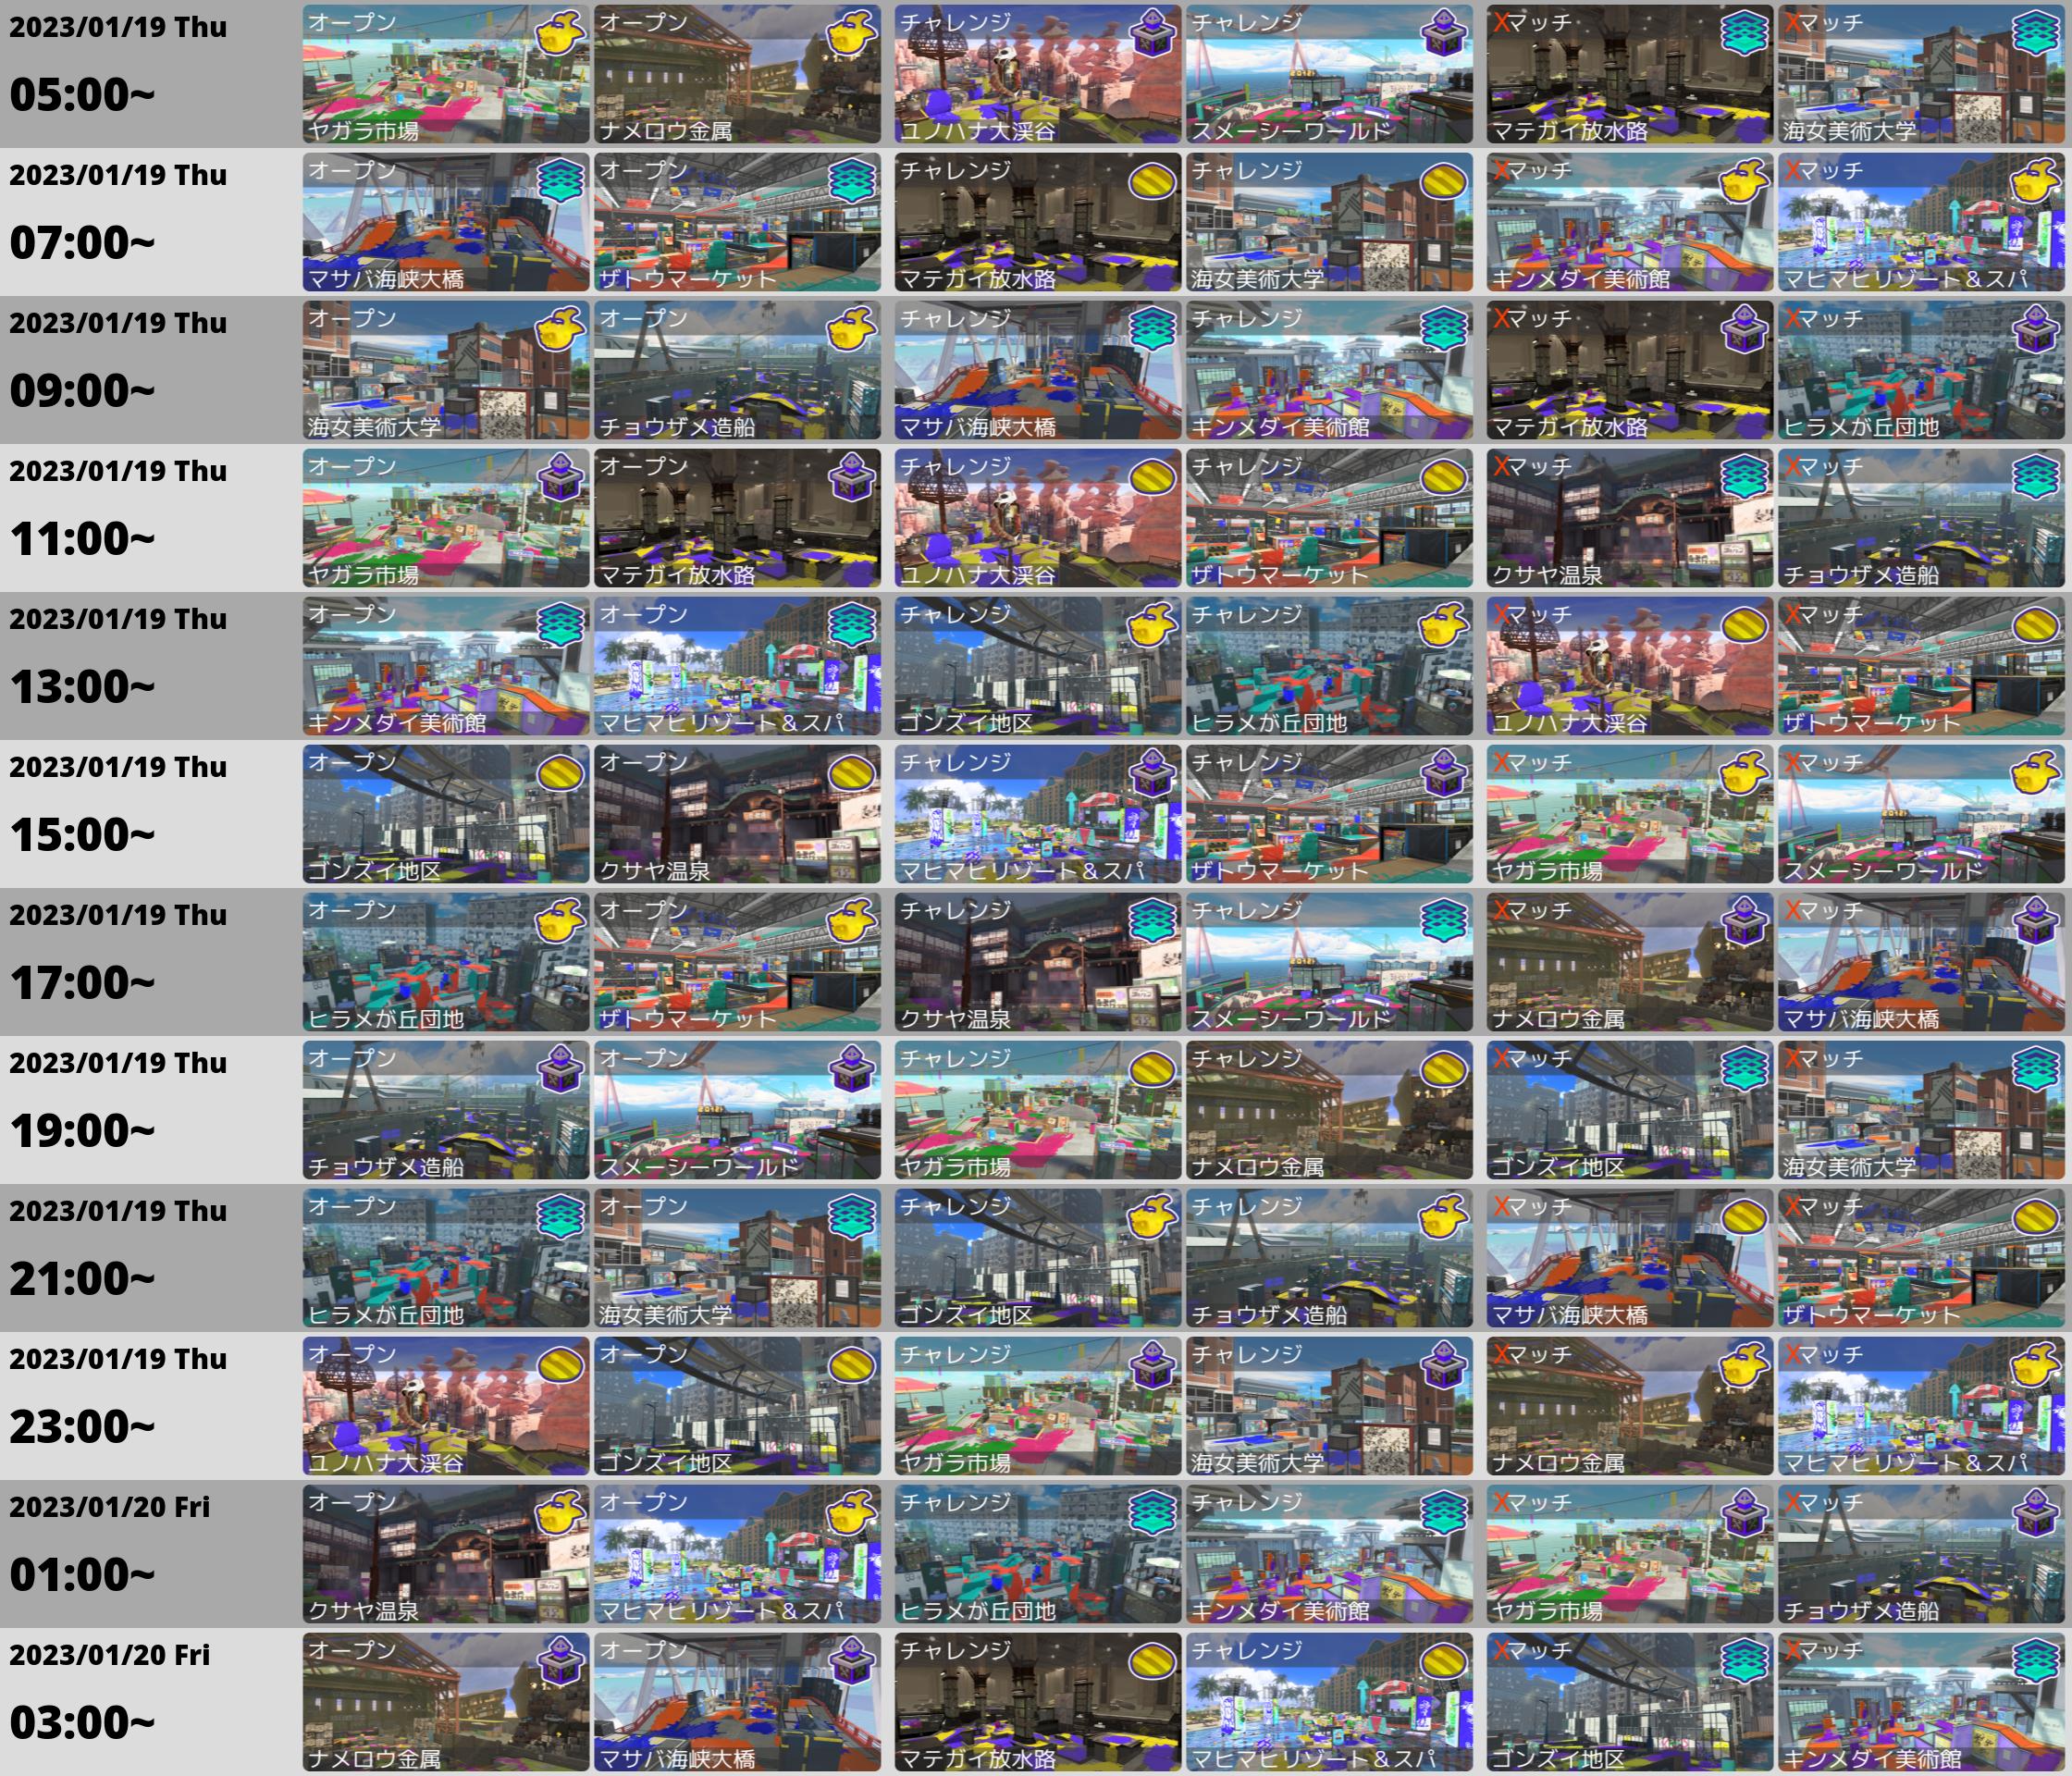 2023/01/19 Thu
05:00~
オープン オープン チャレンジ チャレンジ Xマッチ Xマッチ
ヤガラ市場 ナメロウ金属 ユノハナ大渓谷 スメーシーワールド マテガイ放水路 海女美術大学
2023/01/19 Thu
07:00~
オープン オープン チャレンジ チャレンジ Xマッチ Xマッチ
マサバ海峡大橋 ザトウマーケット マテガイ放水路 海女美術大学 キンメダイ美術館 マヒマヒリゾート＆スパ
2023/01/19 Thu
09:00~
オープン オープン チャレンジ チャレンジ Xマッチ Xマッチ
海女美術大学 チョウザメ造船 マサバ海峡大橋 キンメダイ美術館 マテガイ放水路 ヒラメが丘団地
2023/01/19 Thu
11:00~
オープン オープン チャレンジ チャレンジ Xマッチ Xマッチ
ヤガラ市場 マテガイ放水路 ユノハナ大渓谷 ザトウマーケット クサヤ温泉 チョウザメ造船
2023/01/19 Thu
13:00~
オープン オープン チャレンジ チャレンジ Xマッチ Xマッチ
キンメダイ美術館 マヒマヒリゾート＆スパ ゴンズイ地区 ヒラメが丘団地 ユノハナ大渓谷 ザトウマーケット
2023/01/19 Thu
15:00~
オープン オープン チャレンジ チャレンジ Xマッチ Xマッチ
ゴンズイ地区 クサヤ温泉 マヒマヒリゾート＆スパ ザトウマーケット ヤガラ市場 スメーシーワールド
2023/01/19 Thu
17:00~
オープン オープン チャレンジ チャレンジ Xマッチ Xマッチ
ヒラメが丘団地 ザトウマーケット クサヤ温泉 スメーシーワールド ナメロウ金属 マサバ海峡大橋
2023/01/19 Thu
19:00~
オープン オープン チャレンジ チャレンジ Xマッチ Xマッチ
チョウザメ造船 スメーシーワールド ヤガラ市場 ナメロウ金属 ゴンズイ地区 海女美術大学
2023/01/19 Thu
21:00~
オープン オープン チャレンジ チャレンジ Xマッチ Xマッチ
ヒラメが丘団地 海女美術大学 ゴンズイ地区 チョウザメ造船 マサバ海峡大橋 ザトウマーケット
2023/01/19 Thu
23:00~
オープン オープン チャレンジ チャレンジ Xマッチ Xマッチ
ユノハナ大渓谷 ゴンズイ地区 ヤガラ市場 海女美術大学 ナメロウ金属 マヒマヒリゾート＆スパ
2023/01/20 Fri
01:00~
オープン オープン チャレンジ チャレンジ Xマッチ Xマッチ
クサヤ温泉 マヒマヒリゾート＆スパ ヒラメが丘団地 キンメダイ美術館 ヤガラ市場 チョウザメ造船
2023/01/20 Fri
03:00~
オープン オープン チャレンジ チャレンジ Xマッチ Xマッチ
ナメロウ金属 マサバ海峡大橋 マテガイ放水路 マヒマヒリゾート＆スパ ゴンズイ地区 キンメダイ美術館